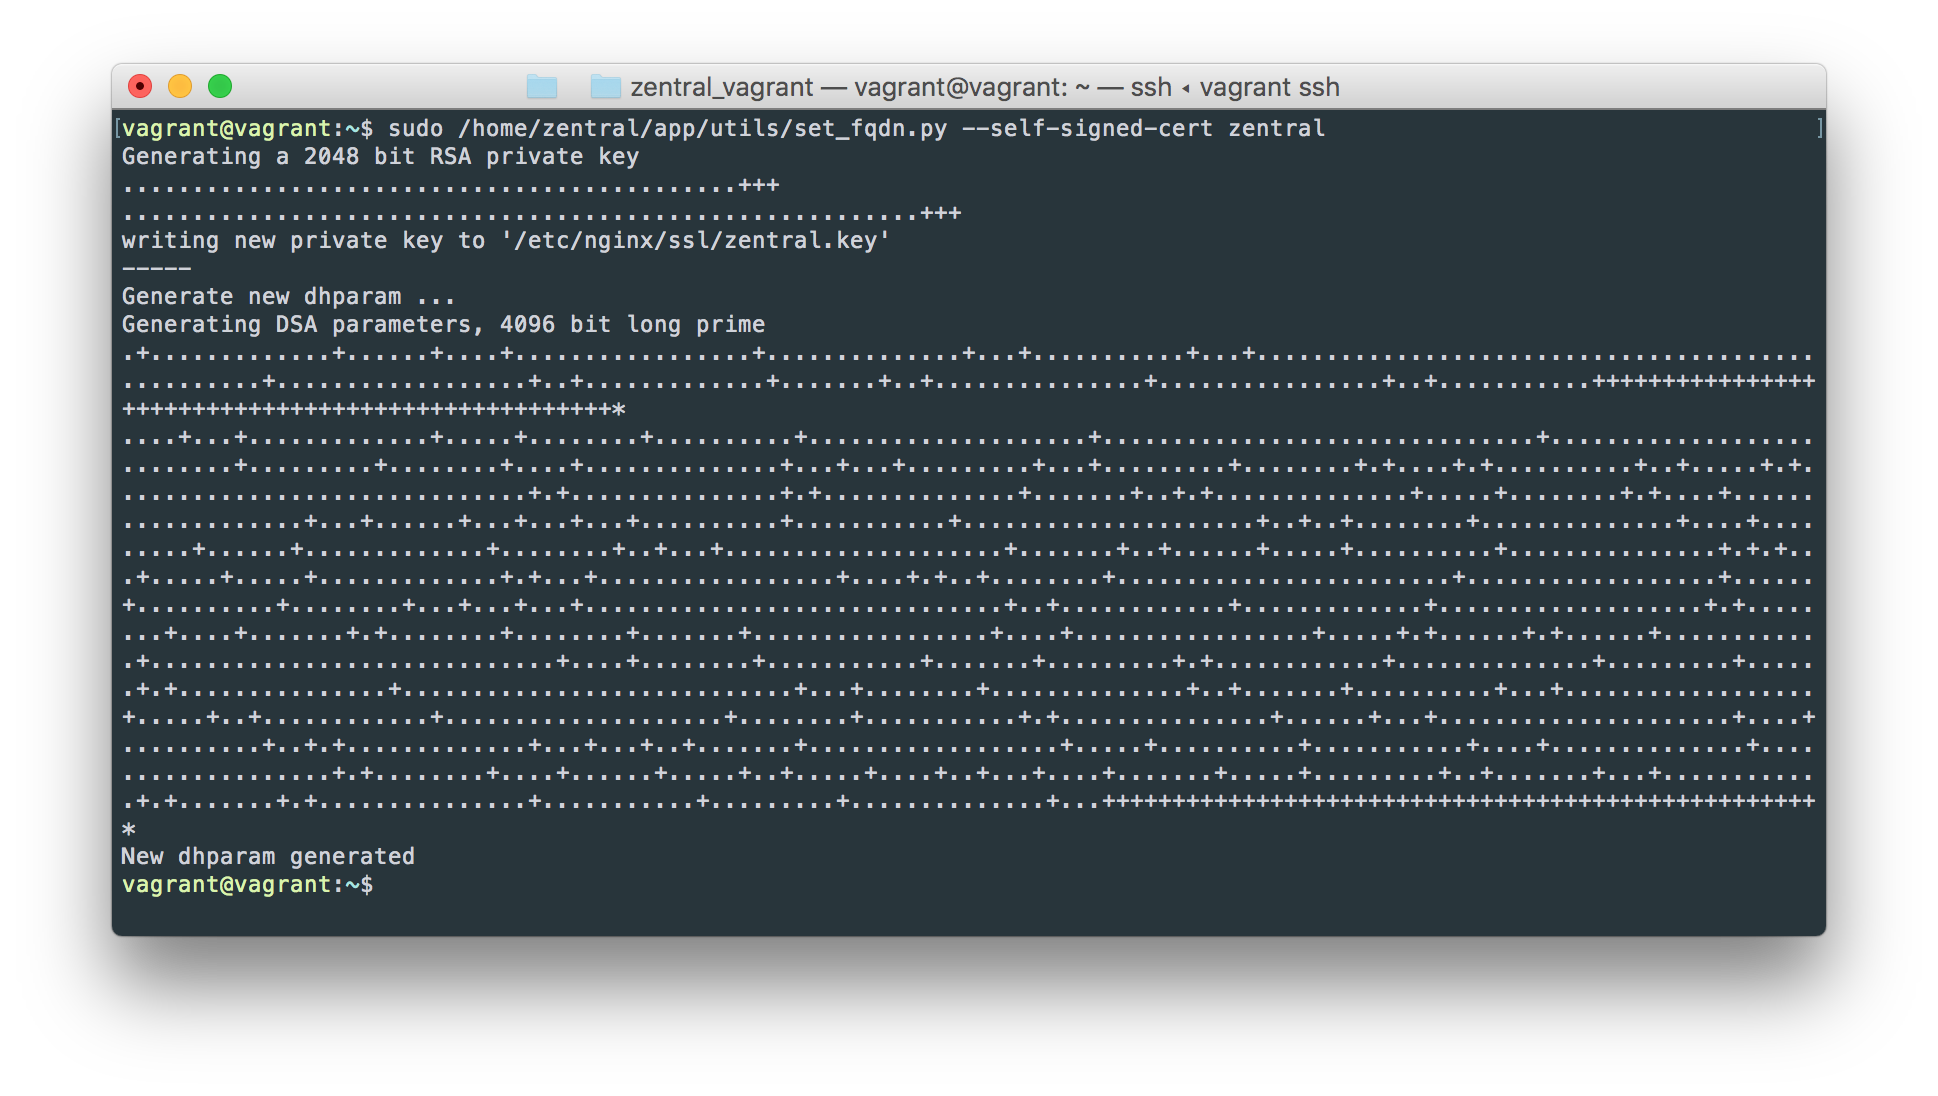 zentral_vagrant — vagrant@vagrant: ~ — ssh ◂ vagrant ssh
[vagrant@vagrant:~$ sudo /home/zentral/app/utils/set_fqdn.py --self-signed-cert zentral ]
Generating a 2048 bit RSA private key
............................................+++
.........................................................+++
writing new private key to '/etc/nginx/ssl/zentral.key'
-----
Generate new dhparam ...
Generating DSA parameters, 4096 bit long prime
.+.............+......+....+.................+..............+...+...........+...+........................................
..........+..................+..+.............+.......+..+...............+................+..+...........++++++++++++++++
+++++++++++++++++++++++++++++++++++*
....+...+.............+.....+........+..........+....................+...............................+...................
........+.........+........+....+..............+...+...+.........+...+.........+........+.+....+.+..........+..+.....+.+.
.............................+.+...............+.+..............+.......+..+.+..............+.....+........+.+....+......
.............+...+......+...+...+...+..........+...........+.....................+..+..+........+..............+....+....
.....+......+.............+........+..+...+....................+.......+..+......+.....+..........+...............+.+.+..
.+.....+.....+.............+.+...+.................+....+.+..+........+........................+..................+......
+..........+........+...+...+...+..............................+..+............+.............+...................+.+.....
...+....+.......+.+........+........+.......+.................+....+.................+.....+.+......+.+......+...........
.+.............................+....+........+...........+.......+.........+.+............+..............+.........+.....
.+.+...............+............................+...+........+..............+..+.......+..........+...+..................
+.....+..+............+....................+........+...........+.+...............+......+...+.....................+....+
..........+..+.+.............+...+...+..+.......+..................+.....+..........+...........+....+..............+....
...............+.+........+....+......+.....+..+.....+....+..+...+....+.......+.....+.........+..+.......+...+...........
.+.+.......+.+...............+...........+.........+..............+...+++++++++++++++++++++++++++++++++++++++++++++++++++
*
New dhparam generated
vagrant@vagrant:~$